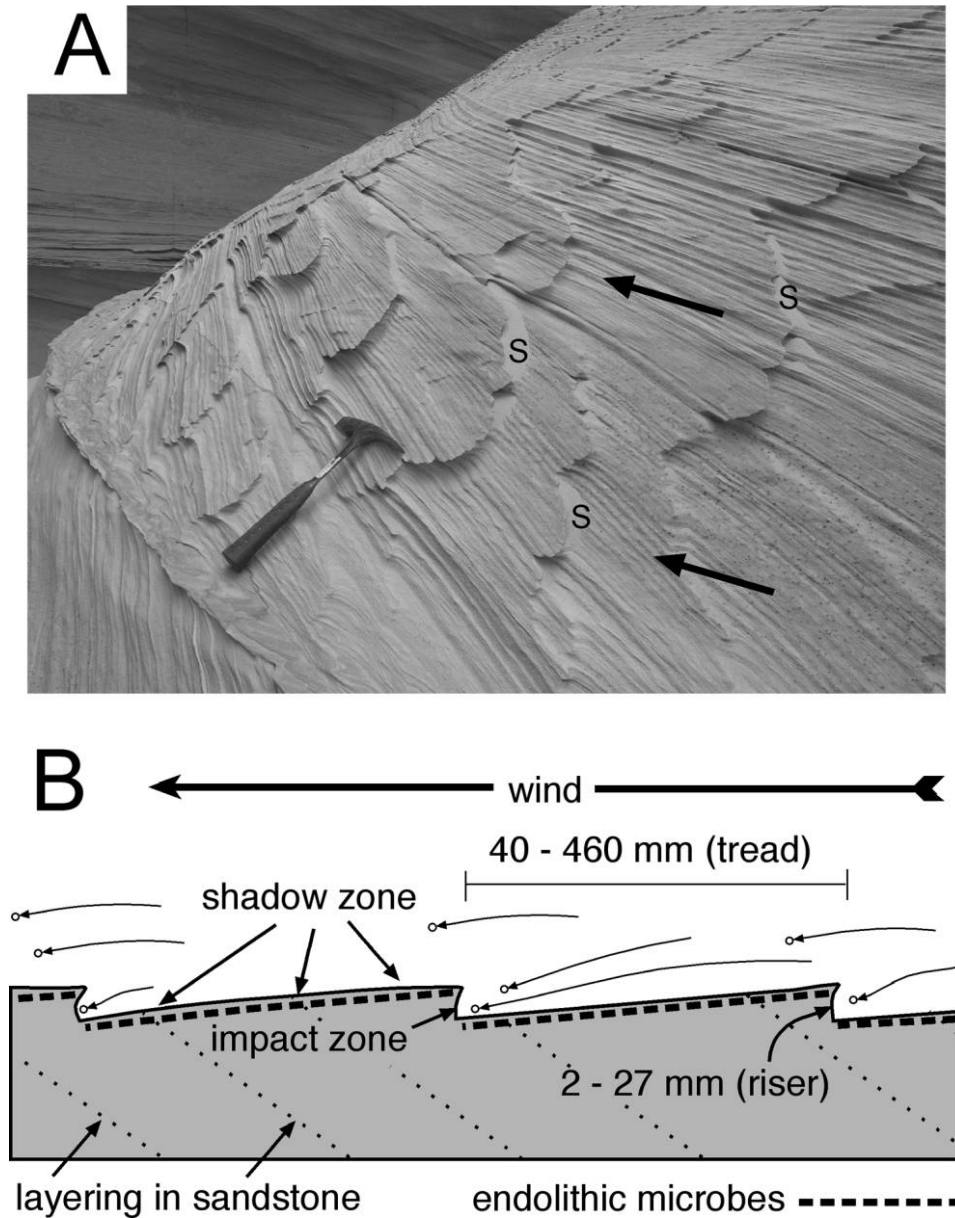 A
S
S
S
B
wind
40 - 460 mm (tread)
shadow zone
impact zone
2 - 27 mm (riser)
layering in sandstone
endolithic microbes